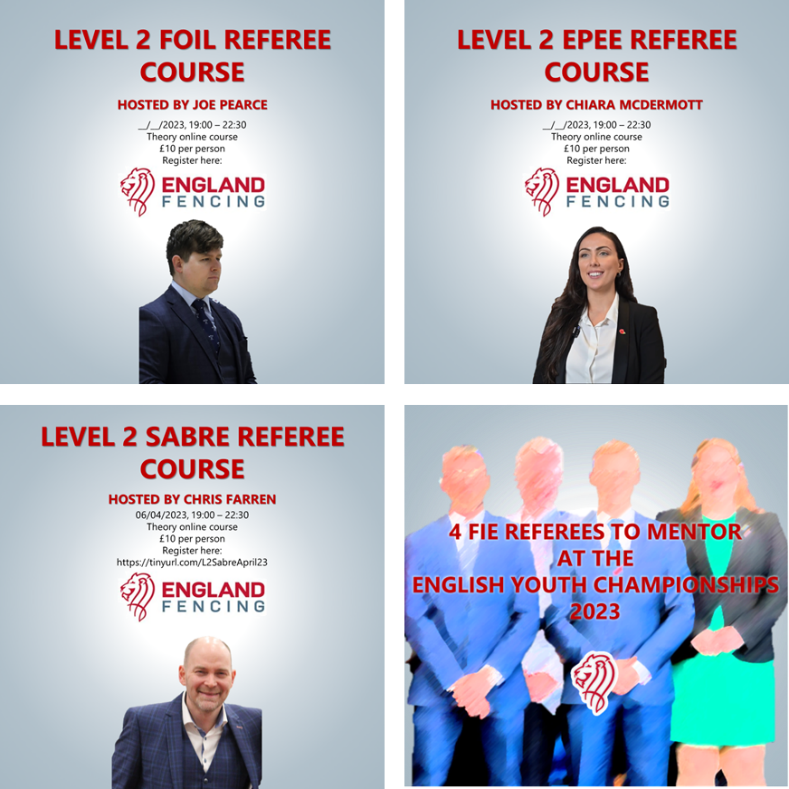 LEVEL 2 FOIL REFEREE
COURSE
HOSTED BY JOE PEARCE
__/__/2023, 19:00 – 22:30
Theory online course
£10 per person
Register here:
ENGLAND
FENCING
LEVEL 2 EPEE REFEREE
COURSE
HOSTED BY CHIARA MCDERMOTT
__/__/2023, 19:00 – 22:30
Theory online course
£10 per person
Register here:
ENGLAND
FENCING
LEVEL 2 SABRE REFEREE
COURSE
HOSTED BY CHRIS FARREN
06/04/2023, 19:00 – 22:30
Theory online course
£10 per person
Register here:
https://tinyurl.com/L2SabreApril23
ENGLAND
FENCING
4 FIE REFEREES TO MENTOR
AT THE
ENGLISH YOUTH CHAMPIONSHIPS
2023